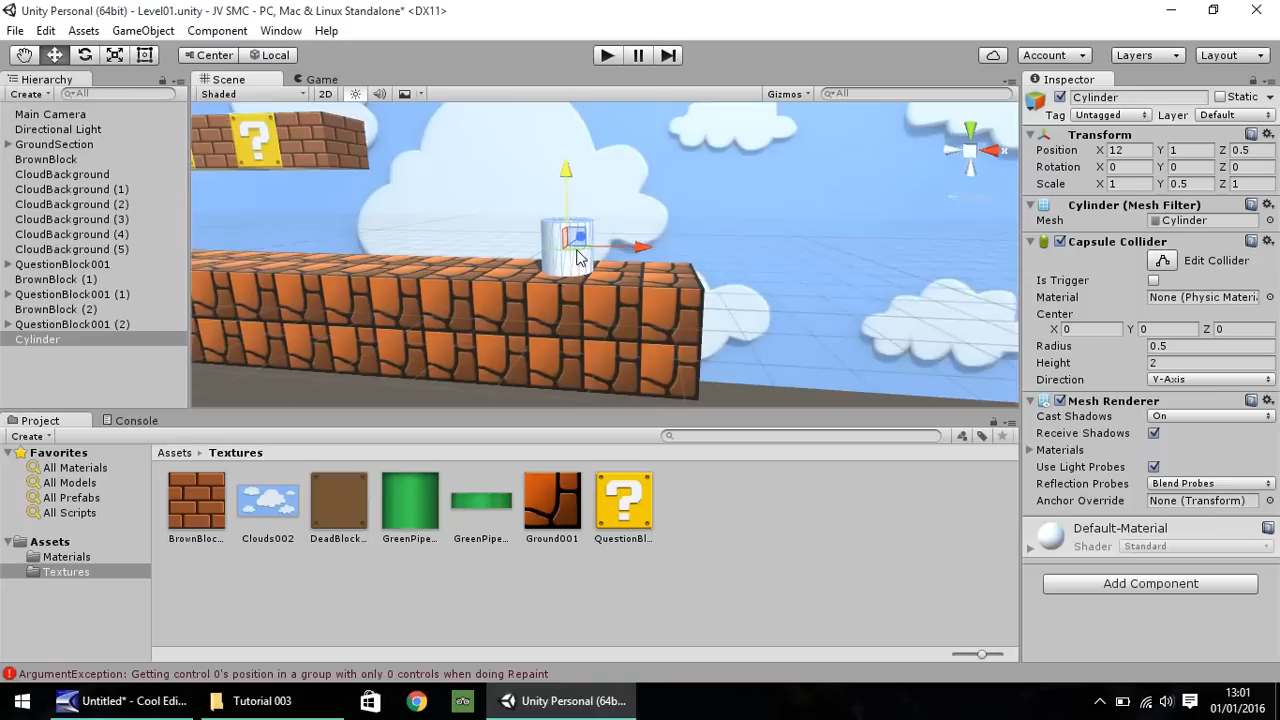 Unity Personal (64bit) - Level01.unity - JV SMC - PC, Mac & Linux Standalone* <DX11>
File Edit Assets GameObject Component Window Help
Center Local Account Layers Layout
Hierarchy
Create All
Main Camera
Directional Light
GroundSection
BrownBlock
CloudBackground
CloudBackground (1)
CloudBackground (2)
CloudBackground (3)
CloudBackground (4)
CloudBackground (5)
QuestionBlock001
BrownBlock (1)
QuestionBlock001 (1)
BrownBlock (2)
QuestionBlock001 (2)
Cylinder
Scene Game
Shaded 2D Gizmos All
?
x
Inspector
Cylinder Static
Tag Untagged Layer Default
Transform
Position X 12 Y 1 Z 0.5
Rotation X 0 Y 0 Z 0
Scale X 1 Y 0.5 Z 1
Cylinder (Mesh Filter)
Mesh Cylinder
Capsule Collider
Edit Collider
Is Trigger
Material None (Physic Materi
Center
X 0 Y 0 Z 0
Radius 0.5
Height 2
Direction Y-Axis
Mesh Renderer
Cast Shadows On
Receive Shadows
Materials
Use Light Probes
Reflection Probes Blend Probes
Anchor Override None (Transform)
Default-Material
Shader Standard
Add Component
Project Console
Create
Favorites
All Materials
All Models
All Prefabs
All Scripts
Assets
Materials
Textures
Assets Textures
?
BrownBloc... Clouds002 DeadBlock... GreenPipe... GreenPipe... Ground001 QuestionBl...
ArgumentException: Getting control 0's position in a group with only 0 controls when doing Repaint
Untitled* - Cool Edi... Tutorial 003 Unity Personal (64b...
13:01
01/01/2016